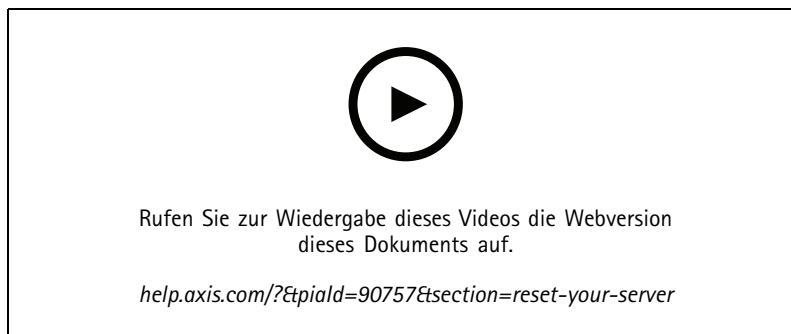 Rufen Sie zur Wiedergabe dieses Videos die Webversion
dieses Dokuments auf.
help.axis.com/?&piaId=90757&section=reset-your-server